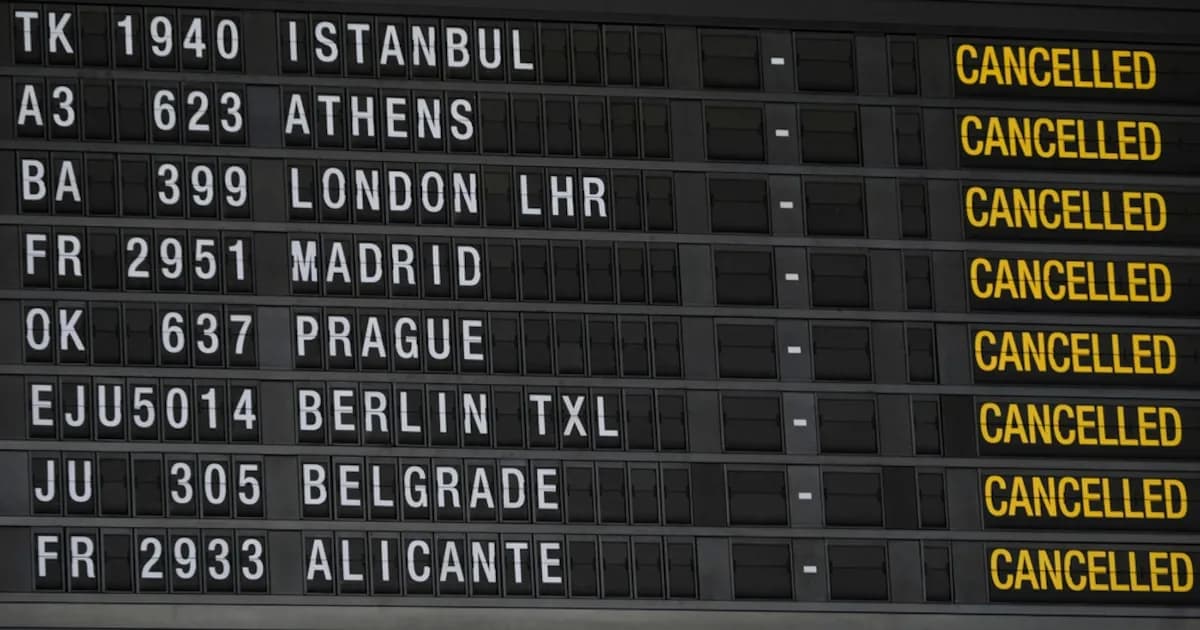 TK 1940 ISTANBUL - CANCELLED
A3 623 ATHENS - CANCELLED
BA 399 LONDON LHR - CANCELLED
FR 2951 MADRID - CANCELLED
OK 637 PRAGUE - CANCELLED
EJU5014 BERLIN TXL - CANCELLED
JU 305 BELGRADE - CANCELLED
FR 2933 ALICANTE - CANCELLED